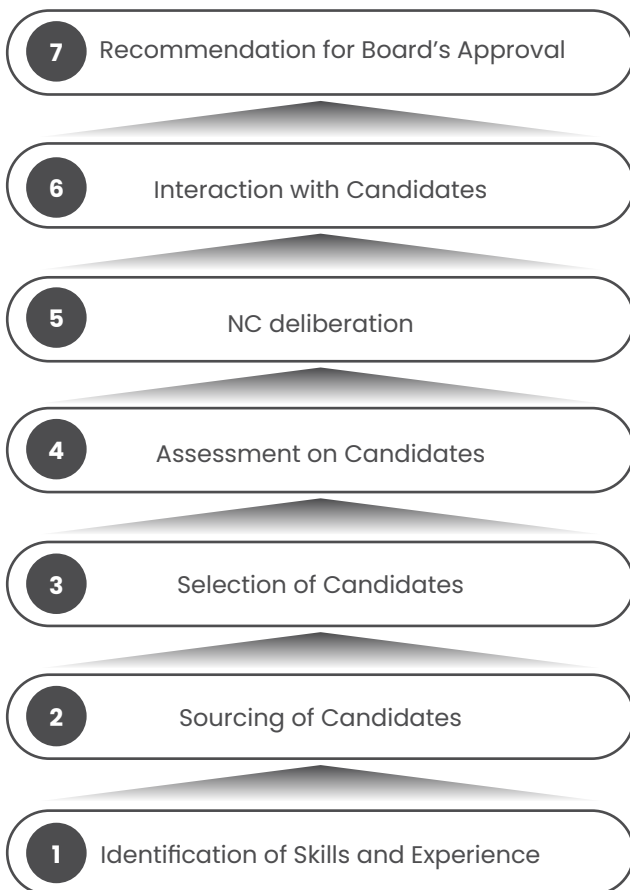 7 Recommendation for Board’s Approval
6 Interaction with Candidates
5 NC deliberation
4 Assessment on Candidates
3 Selection of Candidates
2 Sourcing of Candidates
1 Identification of Skills and Experience